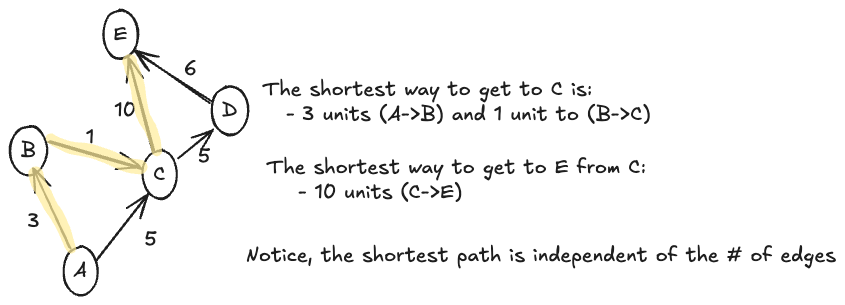 E
6
The shortest way to get to C is:
10
D
- 3 units (A->B) and 1 unit to (B->C)
1
B
5
The shortest way to get to E from C:
C
- 10 units (C->E)
3
5
Notice, the shortest path is independent of the # of edges
A